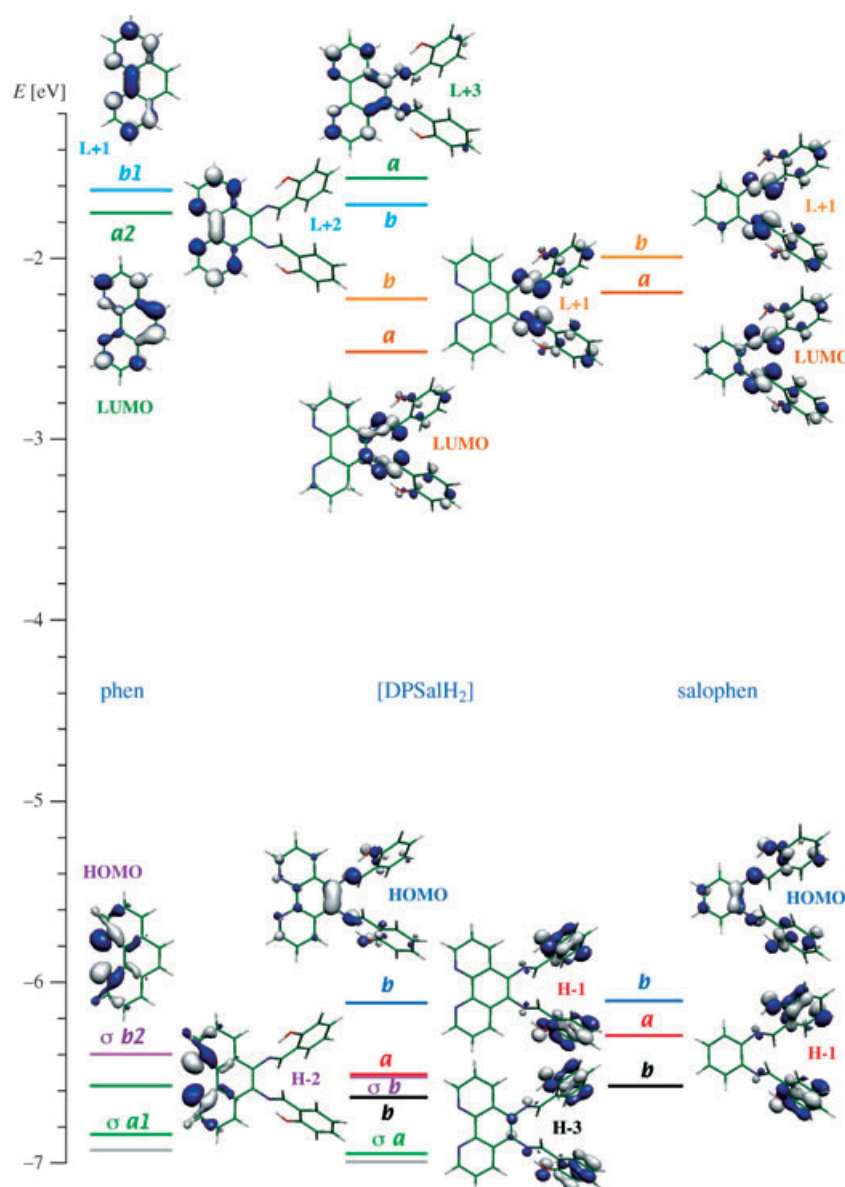 E [eV]
L+1
b1
a2
LUMO
L+3
a
L+2
b
b
L+1
a
LUMO
L+1
b
a
LUMO
–2
–3
–4
–5
–6
–7
phen
[DPSalH2]
salophen
HOMO
σ b2
σ a1
HOMO
b
H-1
a
H-2
σ b
b
H-3
σ a
HOMO
b
a
H-1
b